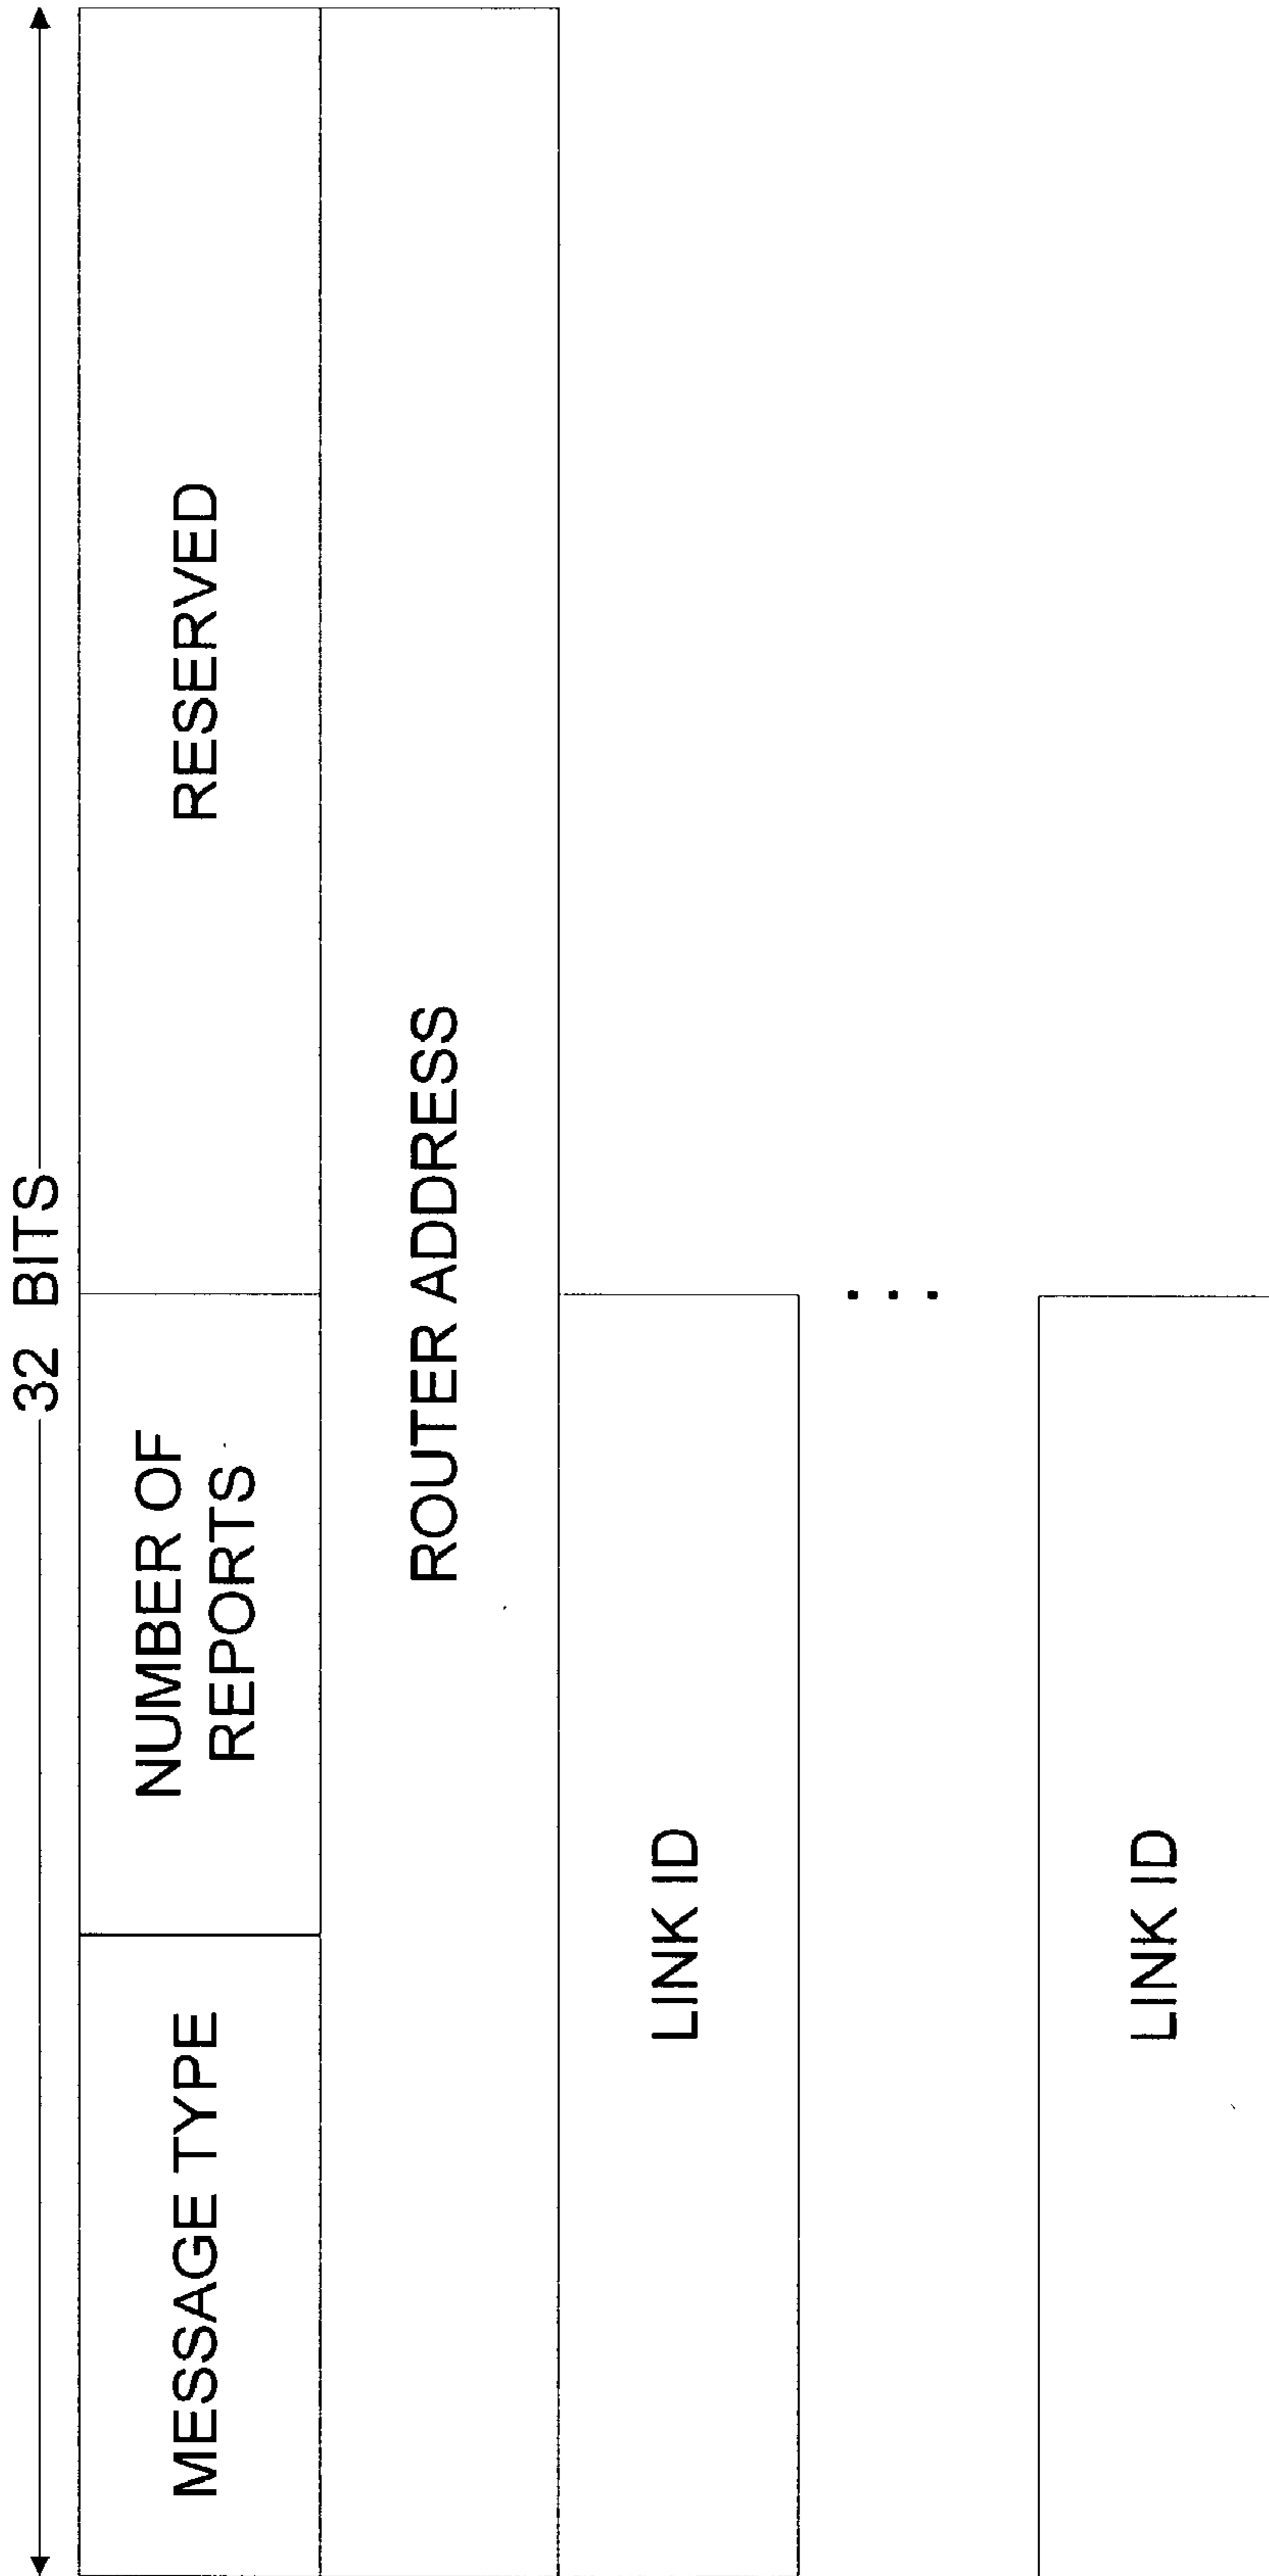 32 BITS
MESSAGE TYPE
NUMBER OF
REPORTS
RESERVED
ROUTER ADDRESS
LINK ID
LINK ID